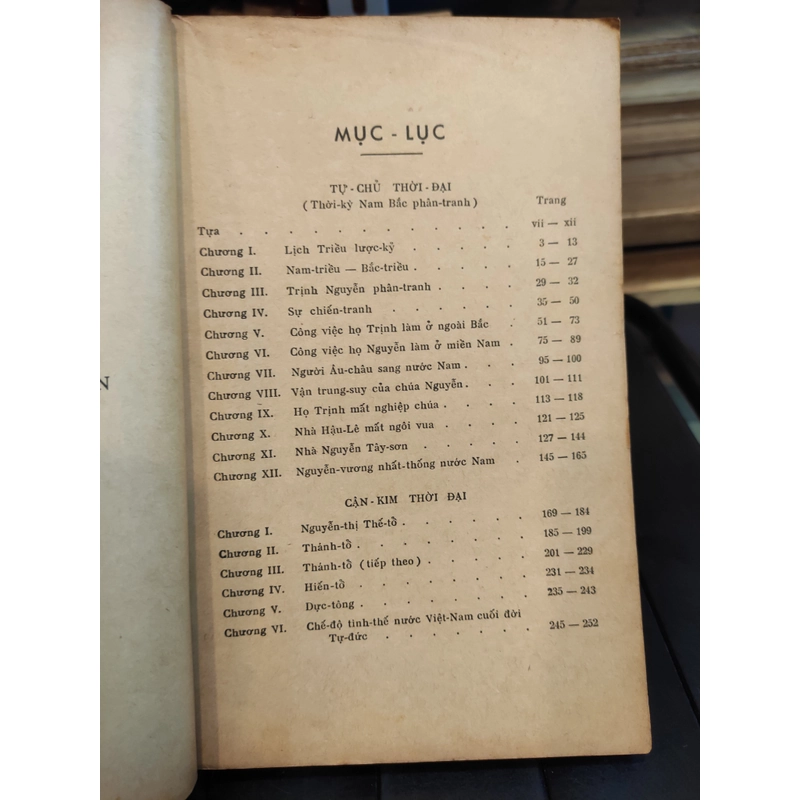 MỤC - LỤC
TỰ - CHỦ THỜI - ĐẠI
( Thời-kỳ Nam Bắc phân-tranh )
Trang
Tựa . . . . . . . . . . . . vii — xii
Chương I. Lịch Triều lược-kỷ . . . . . 3 — 13
Chương II. Nam-triều — Bắc-triều . . . . . 15 — 27
Chương III. Trịnh Nguyễn phân-tranh . . . . 29 — 32
Chương IV. Sự chiến-tranh . . . . . . 35 — 50
Chương V. Công việc họ Trịnh làm ở ngoài Bắc . 51 — 73
Chương VI. Công việc họ Nguyễn làm ở miền Nam . 75 — 89
Chương VII. Người Âu-châu sang nước Nam . . . 95 — 100
Chương VIII. Vận trung-suy của chúa Nguyễn . . . 101 — 111
Chương IX. Họ Trịnh mất nghiệp chúa . . . . 113 — 118
Chương X. Nhà Hậu-Lê mất ngôi vua . . . . 121 — 125
Chương XI. Nhà Nguyễn Tây-sơn . . . . . 127 — 144
Chương XII. Nguyễn-vương nhất-thống nước Nam . 145 — 165
CẬN - KIM THỜI ĐẠI
Chương I. Nguyễn-thị Thế-tổ . . . . . . 169 — 184
Chương II. Thánh-tổ . . . . . . . . 185 — 199
Chương III. Thánh-tổ ( tiếp theo ) . . . . . 201 — 229
Chương IV. Hiến-tổ . . . . . . . . 231 — 234
Chương V. Dực-tông . . . . . . . . 235 — 243
Chương VI. Chế-độ tình-thế nước Việt-Nam cuối đời
Tự-đức . . . . . . . 245 — 252
N